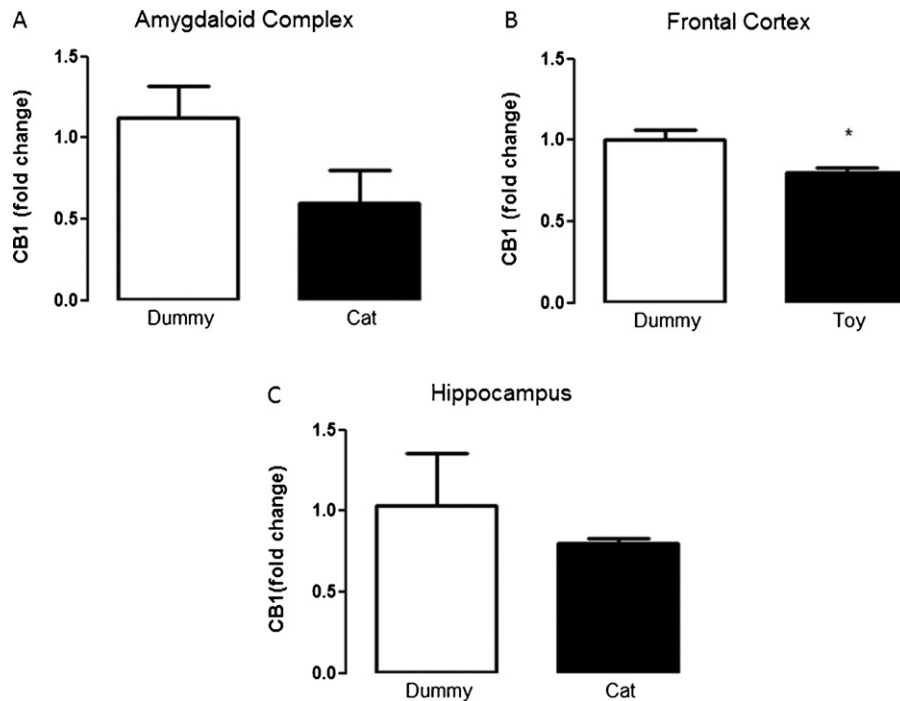 A
Amygdaloid Complex
CB1 (fold change)
1.5
1.0
0.5
0.0
Dummy
Cat
B
Frontal Cortex
CB1 (fold change)
1.5
1.0
0.5
0.0
*
Dummy
Toy
C
Hippocampus
CB1(fold change)
1.5
1.0
0.5
0.0
Dummy
Cat